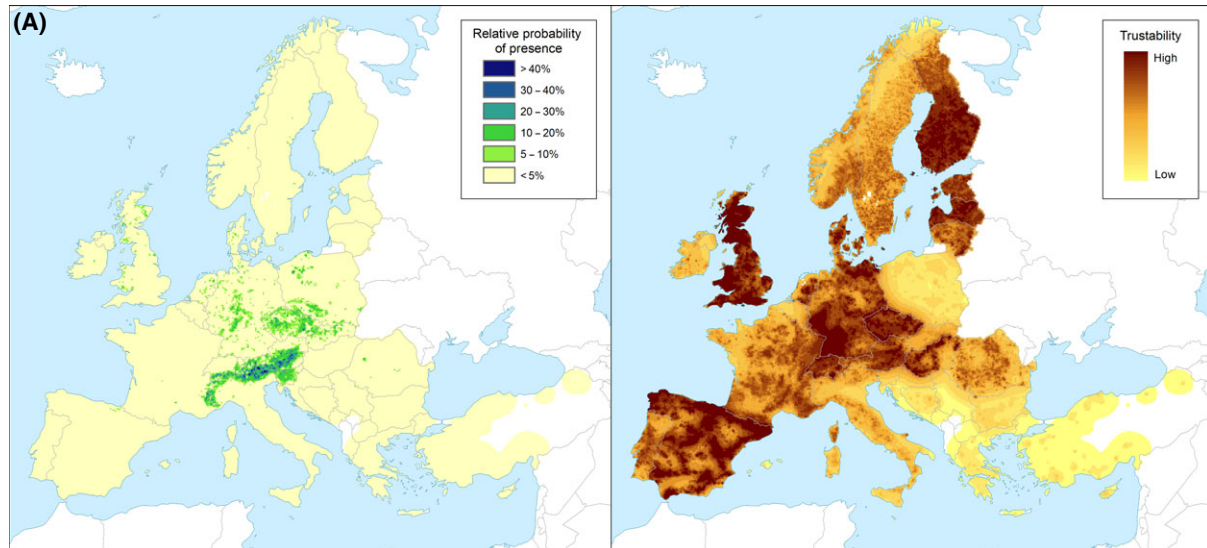 (A)
Relative probability
of presence
> 40%
30 – 40%
20 – 30%
10 – 20%
5 – 10%
< 5%
Trustability
High
Low